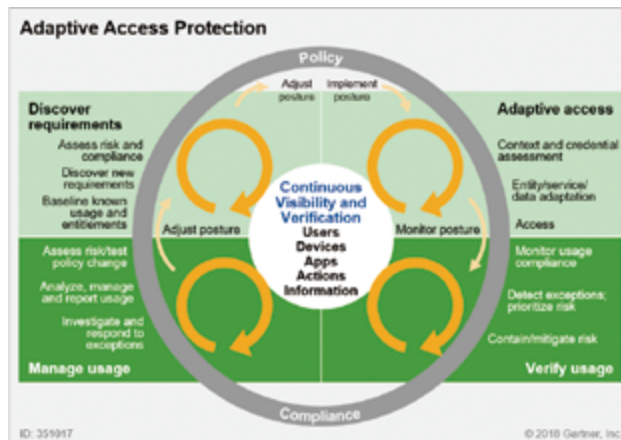 Adaptive Access Protection
Policy
Adjust
posture
Implement
posture
Discover
requirements
Assess risk and
compliance
Discover new
requirements
Baseline known
usage and
entitlements
Adjust posture
Adaptive access
Context and credential
assessment
Entity/service/
data adaptation
Access
Monitor posture
Continuous
Visibility and
Verification
Users
Devices
Apps
Actions
Information
Assess risk/test
policy change
Analyze, manage
and report usage
Investigate and
respond to
exceptions
Manage usage
Monitor usage
compliance
Detect exceptions;
prioritize risk
Contain/mitigate risk
Verify usage
Compliance
ID: 351017
© 2018 Gartner, Inc